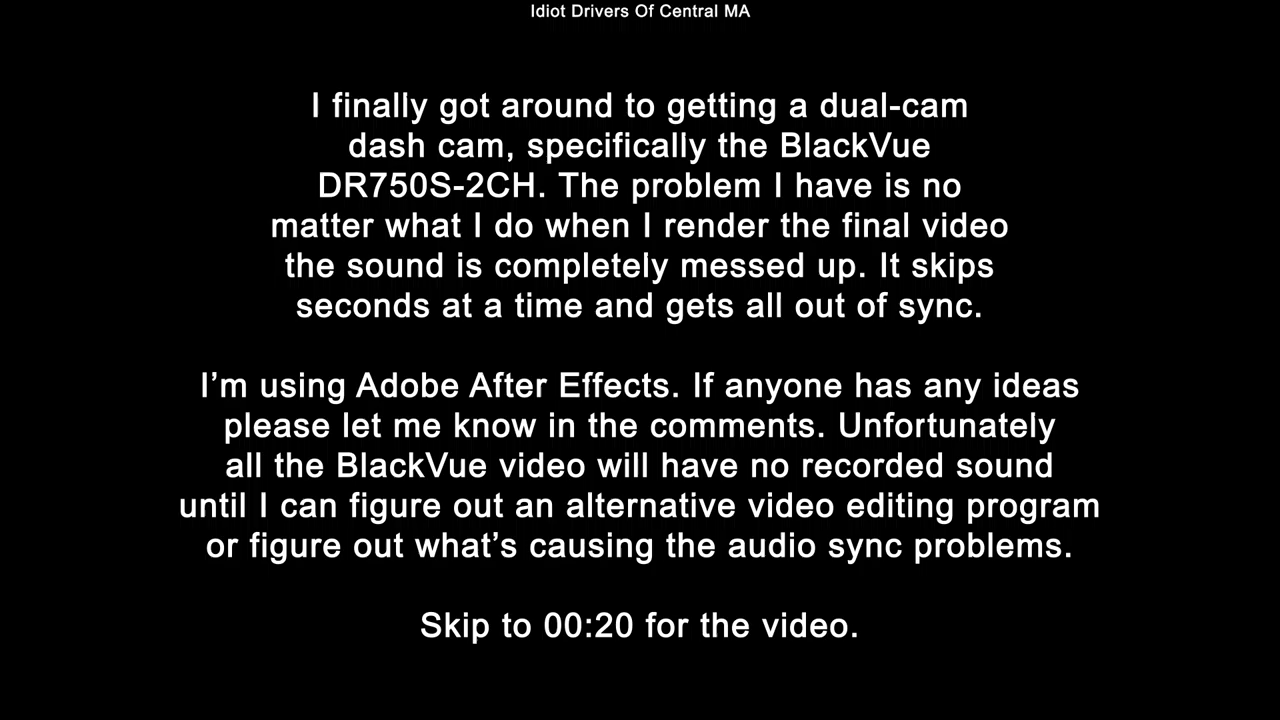 Idiot Drivers Of Central MA
I finally got around to getting a dual-cam
dash cam, specifically the BlackVue
DR750S-2CH. The problem I have is no
matter what I do when I render the final video
the sound is completely messed up. It skips
seconds at a time and gets all out of sync.
I’m using Adobe After Effects. If anyone has any ideas
please let me know in the comments. Unfortunately
all the BlackVue video will have no recorded sound
until I can figure out an alternative video editing program
or figure out what’s causing the audio sync problems.
Skip to 00:20 for the video.